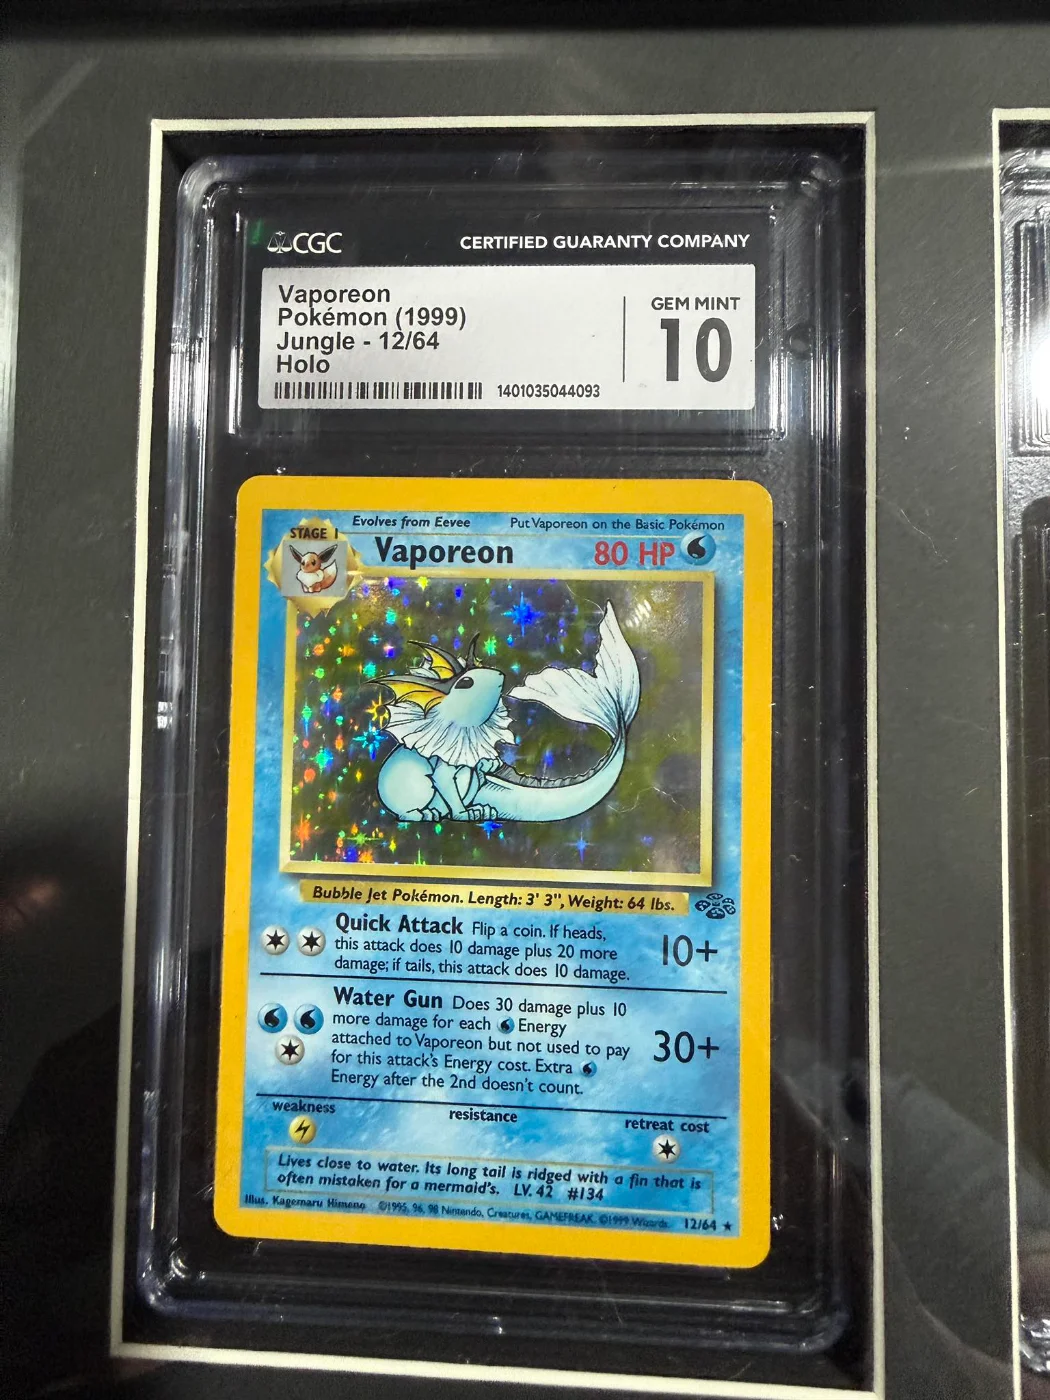 CGC CERTIFIED GUARANTY COMPANY
Vaporeon
Pokémon (1999)
Jungle - 12/64
Holo
1401035044093
GEM MINT
10
Evolves from Eevee Put Vaporeon on the Basic Pokémon
STAGE 1
Vaporeon 80 HP
Bubble Jet Pokémon. Length: 3' 3", Weight: 64 lbs.
Quick Attack Flip a coin. If heads,
this attack does 10 damage plus 20 more
damage; if tails, this attack does 10 damage.
10+
Water Gun Does 30 damage plus 10
more damage for each Energy
attached to Vaporeon but not used to pay
for this attack's Energy cost. Extra
Energy after the 2nd doesn't count.
30+
weakness resistance retreat cost
Lives close to water. Its long tail is ridged with a fin that is
often mistaken for a mermaid's. LV. 42 #134
Illus. Kagemaru Himeno ©1995, 96, 98 Nintendo, Creatures, GAMEFREAK. ©1999 Wizards. 12/64 ★